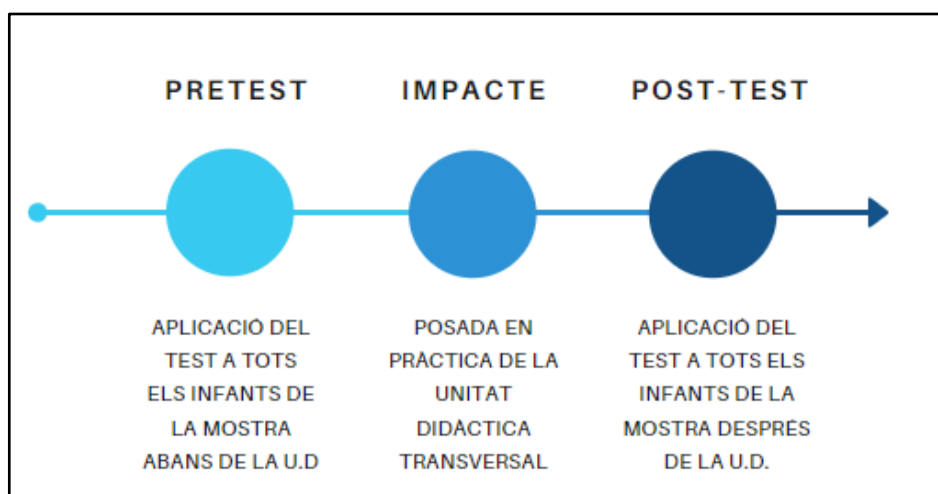 PRETEST
APLICACIÓ DEL
TEST A TOTS
ELS INFANTS DE
LA MOSTRA
ABANS DE LA U.D
IMPACTE
POSADA EN
PRÀCTICA DE LA
UNITAT
DIDÀCTICA
TRANSVERSAL
POST-TEST
APLICACIÓ DEL
TEST A TOTS ELS
INFANTS DE LA
MOSTRA DESPRÉS
DE LA U.D.